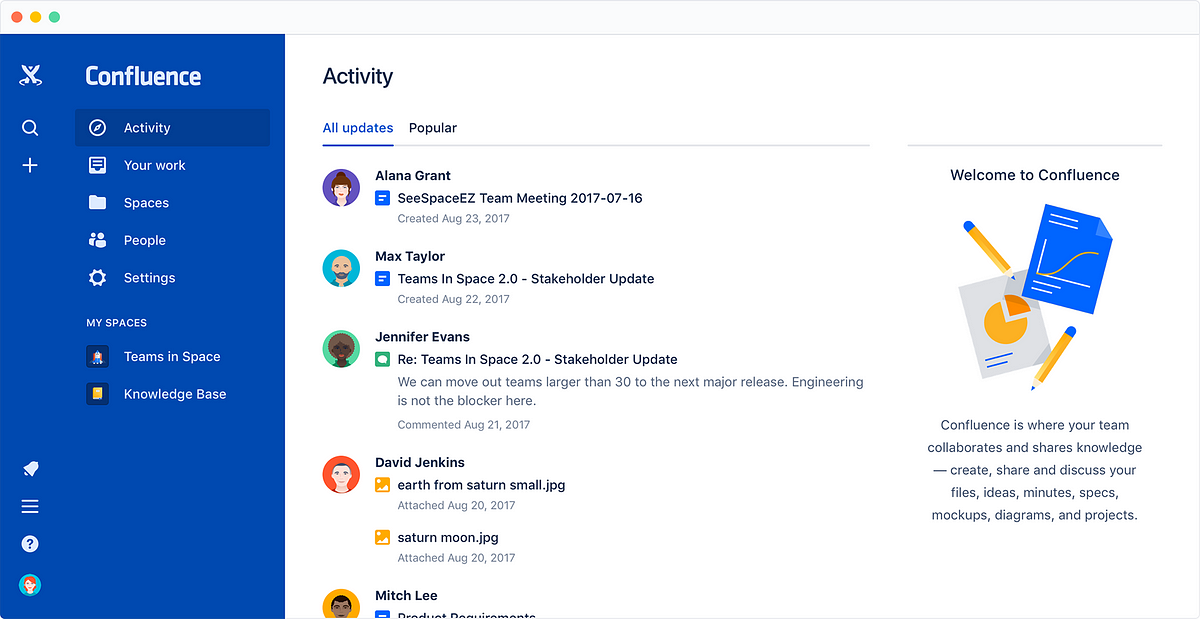 Confluence
Activity
Your work
Spaces
People
Settings
MY SPACES
Teams in Space
Knowledge Base
?
Activity
All updates Popular
Alana Grant
SeeSpaceEZ Team Meeting 2017-07-16
Created Aug 23, 2017
Max Taylor
Teams In Space 2.0 - Stakeholder Update
Created Aug 22, 2017
Jennifer Evans
Re: Teams In Space 2.0 - Stakeholder Update
We can move out teams larger than 30 to the next major release. Engineering
is not the blocker here.
Commented Aug 21, 2017
David Jenkins
earth from saturn small.jpg
Attached Aug 20, 2017
saturn moon.jpg
Attached Aug 20, 2017
Mitch Lee
Product Requirements
Welcome to Confluence
Confluence is where your team
collaborates and shares knowledge
— create, share and discuss your
files, ideas, minutes, specs,
mockups, diagrams, and projects.